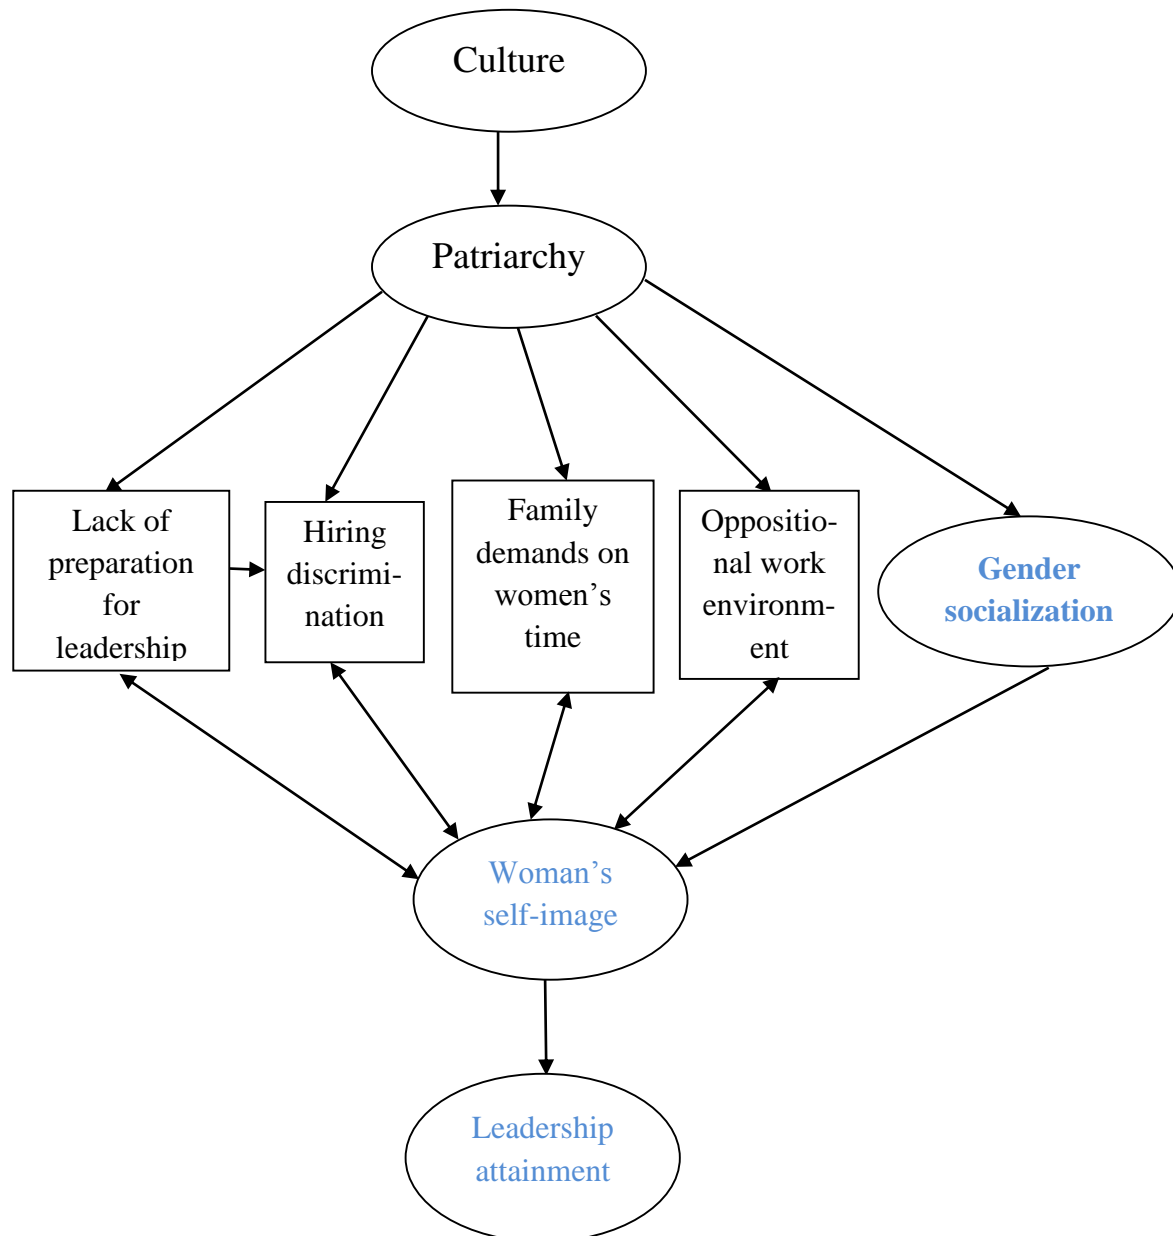 Culture
Patriarchy
Lack of
preparation
for
leadership
Hiring
discrimi-
nation
Family
demands on
women’s
time
Oppositio-
nal work
environm-
ent
Gender
socialization
Woman’s
self-image
Leadership
attainment